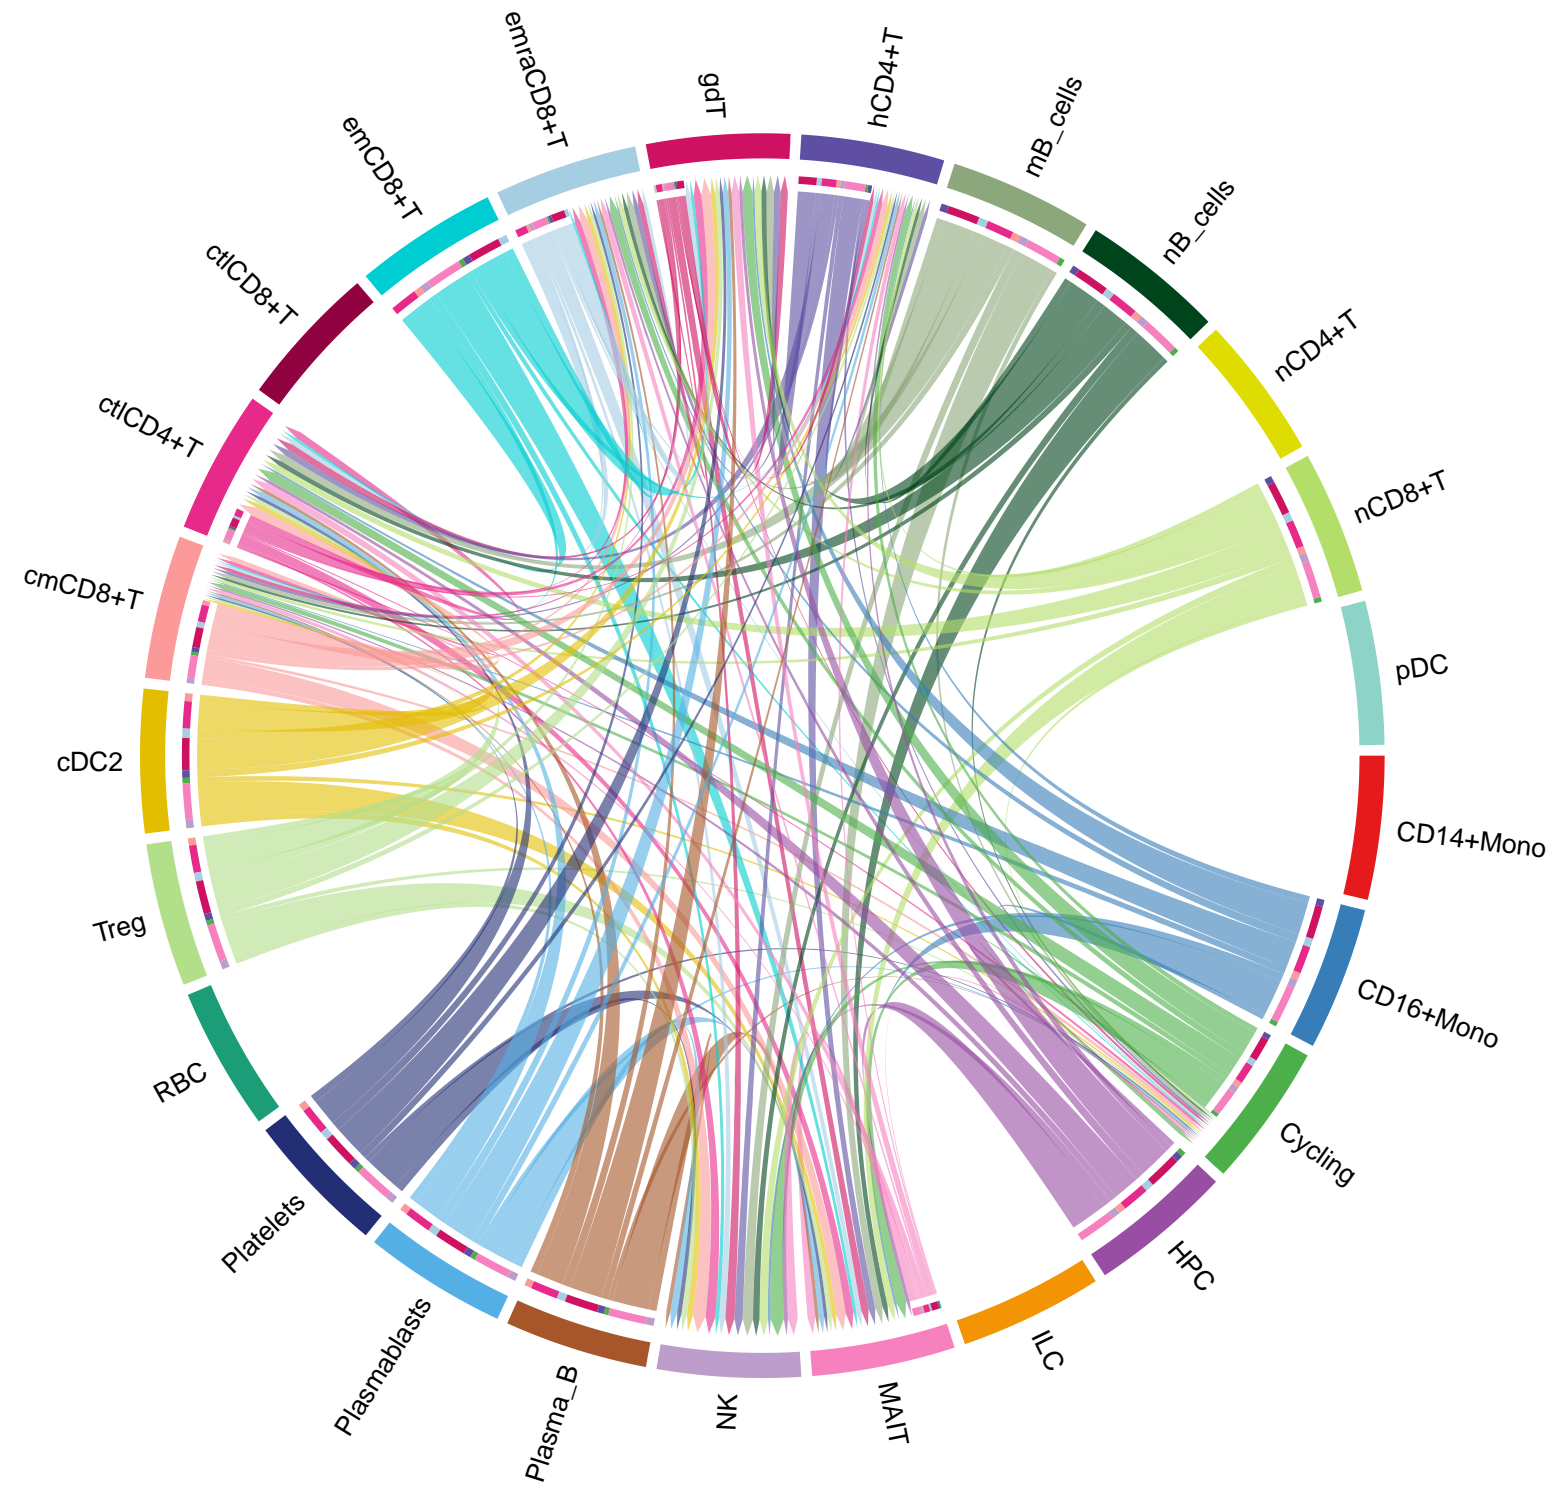 emraCD8+T
gdT
hCD4+T
mB_cells
nB_cells
nCD4+T
nCD8+T
pDC
CD14+Mono
CD16+Mono
Cycling
HPC
ILC
MAIT
NK
Plasma_B
Plasmablasts
Platelets
RBC
Treg
cDC2
cmCD8+T
ctlCD4+T
ctlCD8+T
emCD8+T